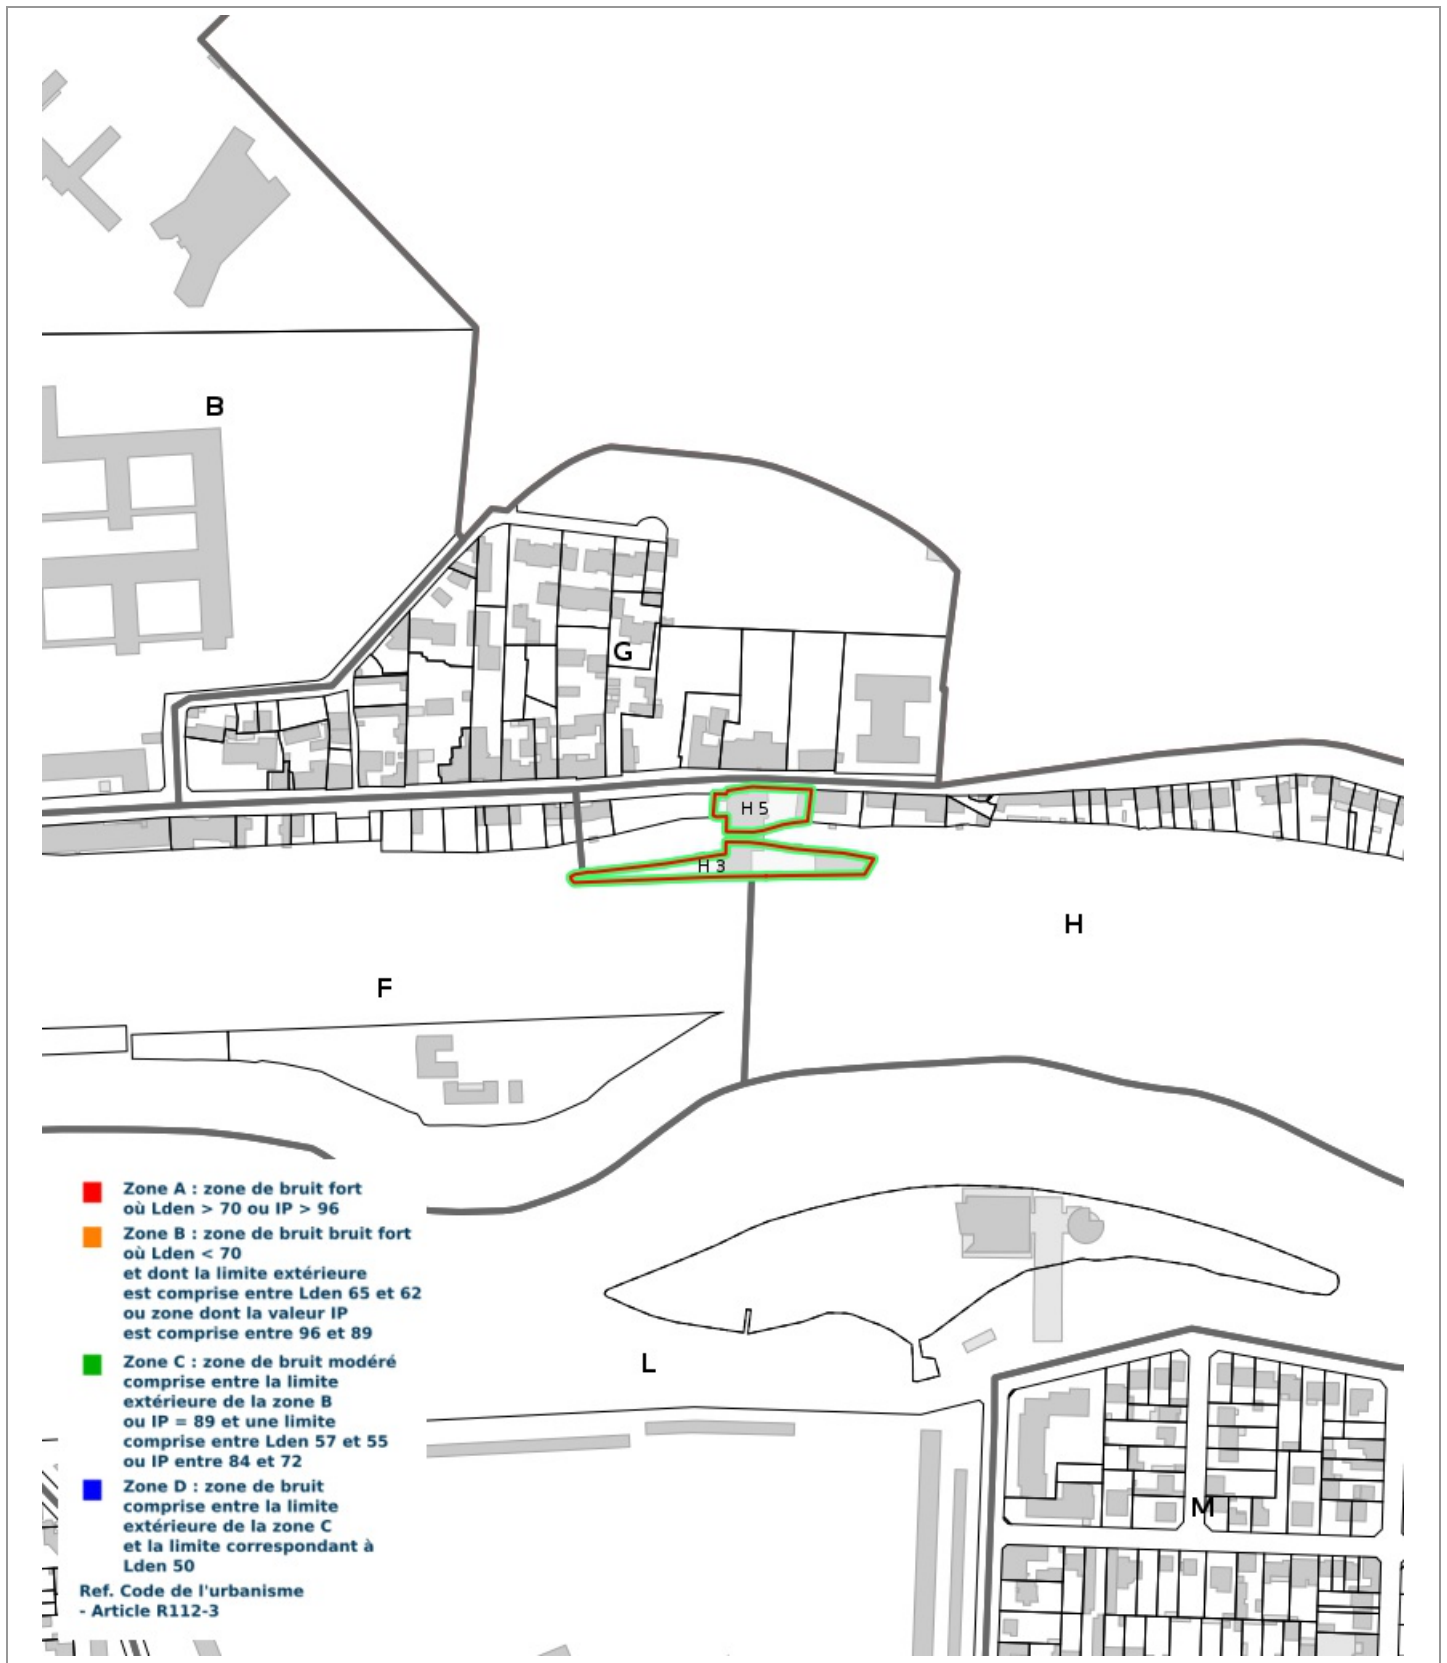 B
G
H 5
H 3
H
F
Zone A : zone de bruit fort
où Lden > 70 ou IP > 96
Zone B : zone de bruit bruit fort
où Lden < 70
et dont la limite extérieure
est comprise entre Lden 65 et 62
ou zone dont la valeur IP
est comprise entre 96 et 89
Zone C : zone de bruit modéré
comprise entre la limite
extérieure de la zone B
ou IP = 89 et une limite
comprise entre Lden 57 et 55
ou IP entre 84 et 72
Zone D : zone de bruit
comprise entre la limite
extérieure de la zone C
et la limite correspondant à
Lden 50
Ref. Code de l'urbanisme
- Article R112-3
L
M